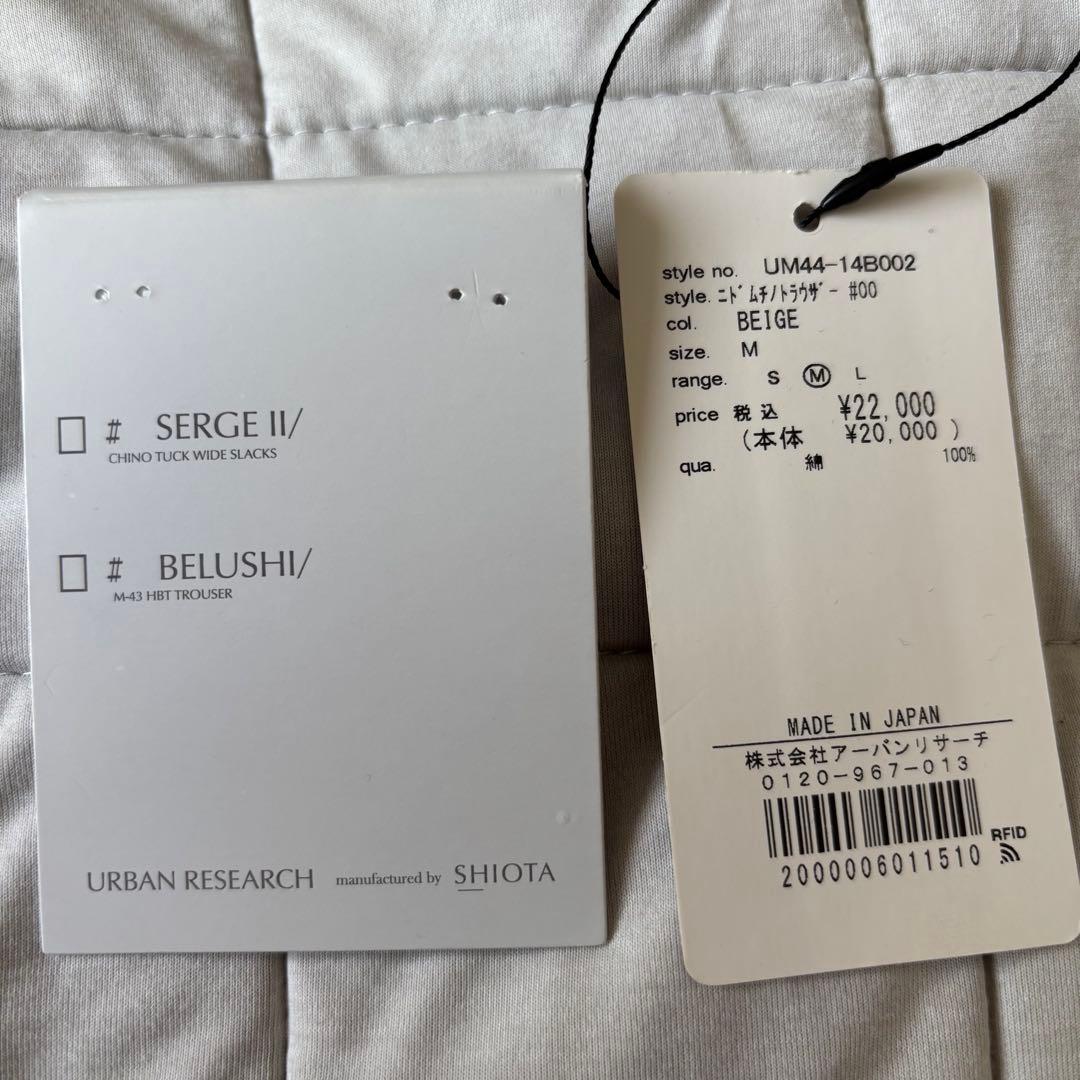 # SERGE II/
CHINO TUCK WIDE SLACKS
# BELUSHI/
M-43 HBT TROUSER
URBAN RESEARCH manufactured by SHIOTA
style no. UM44-14B002
style. ﾆﾄﾞﾑﾁﾉﾄﾗｳｻﾞｰ #00
col. BEIGE
size. M
range. S Ⓜ L
price 税込 ¥22,000
(本体 ¥20,000 )
qua. 綿 100%
MADE IN JAPAN
株式会社アーバンリサーチ
0120-967-013
RFID
2000006011510